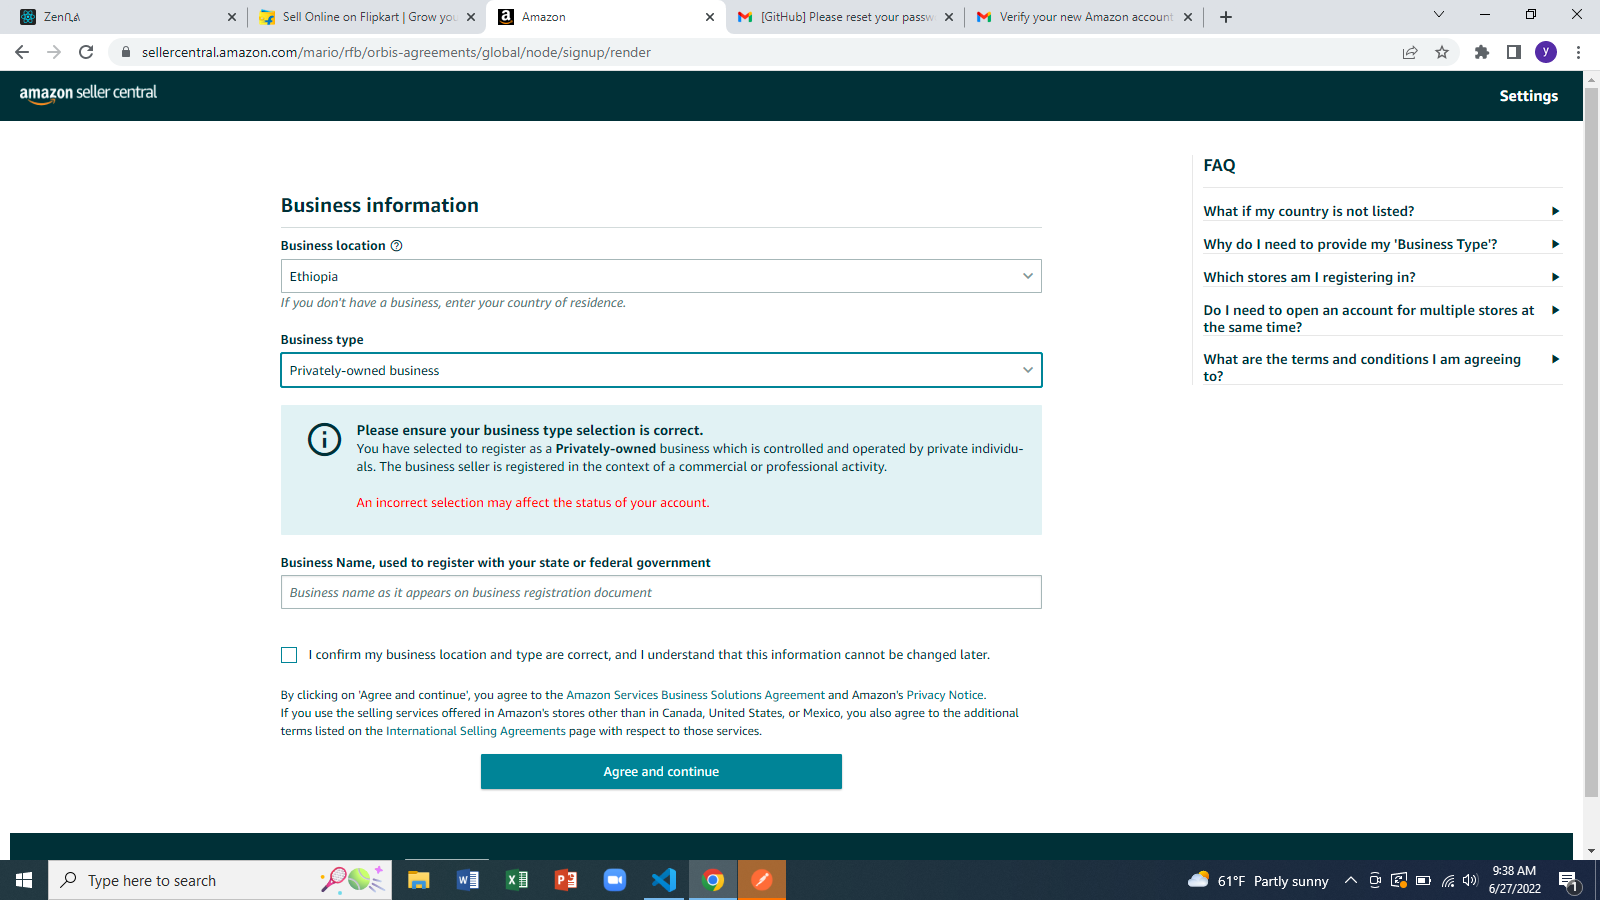 Zenባል
Sell Online on Flipkart | Grow you
Amazon
[GitHub] Please reset your passw
Verify your new Amazon account
sellercentral.amazon.com/mario/rfb/orbis-agreements/global/node/signup/render
y
amazon seller central
Settings
Business information
Business location
Ethiopia
If you don't have a business, enter your country of residence.
Business type
Privately-owned business
Please ensure your business type selection is correct.
You have selected to register as a Privately-owned business which is controlled and operated by private individu-
als. The business seller is registered in the context of a commercial or professional activity.
An incorrect selection may affect the status of your account.
Business Name, used to register with your state or federal government
Business name as it appears on business registration document
I confirm my business location and type are correct, and I understand that this information cannot be changed later.
By clicking on 'Agree and continue', you agree to the Amazon Services Business Solutions Agreement and Amazon's Privacy Notice.
If you use the selling services offered in Amazon's stores other than in Canada, United States, or Mexico, you also agree to the additional
terms listed on the International Selling Agreements page with respect to those services.
Agree and continue
FAQ
What if my country is not listed?
Why do I need to provide my 'Business Type'?
Which stores am I registering in?
Do I need to open an account for multiple stores at
the same time?
What are the terms and conditions I am agreeing
to?
Type here to search
61°F Partly sunny
9:38 AM
6/27/2022
1